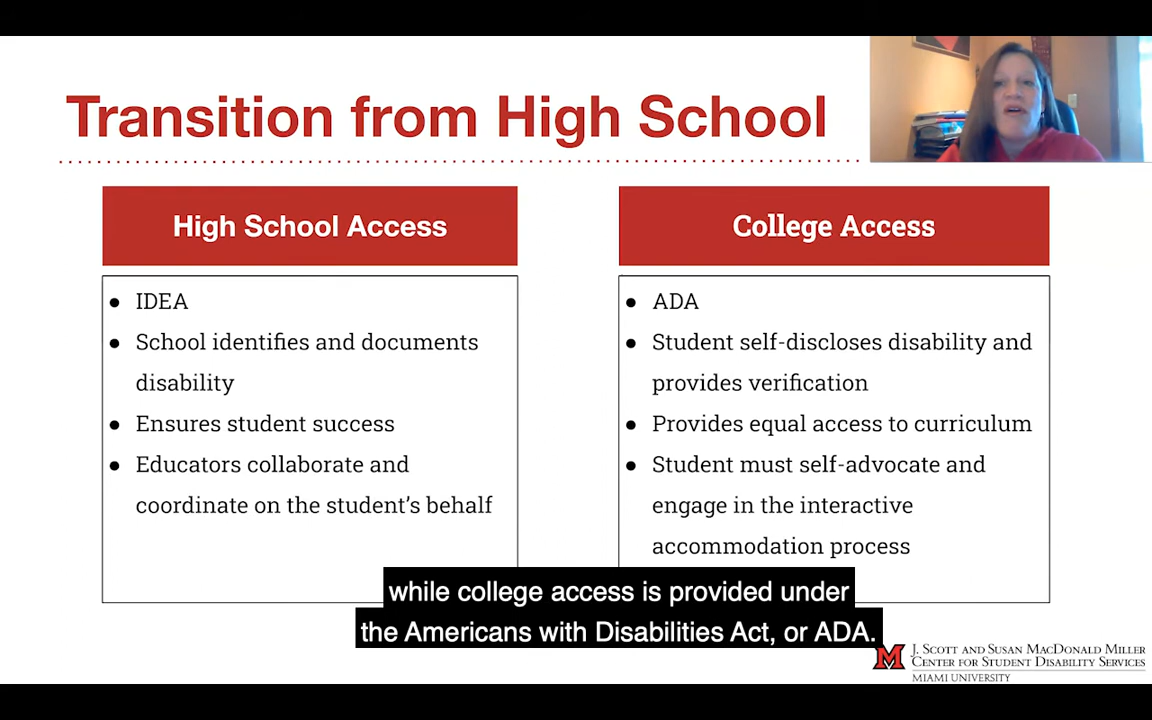 Transition from High School
High School Access
● IDEA
● School identifies and documents
disability
● Ensures student success
● Educators collaborate and
coordinate on the student’s behalf
College Access
● ADA
● Student self-discloses disability and
provides verification
● Provides equal access to curriculum
● Student must self-advocate and
engage in the interactive
accommodation process
while college access is provided under
the Americans with Disabilities Act, or ADA.
M
J. Scott and Susan MacDonald Miller
Center for Student Disability Services
MIAMI UNIVERSITY